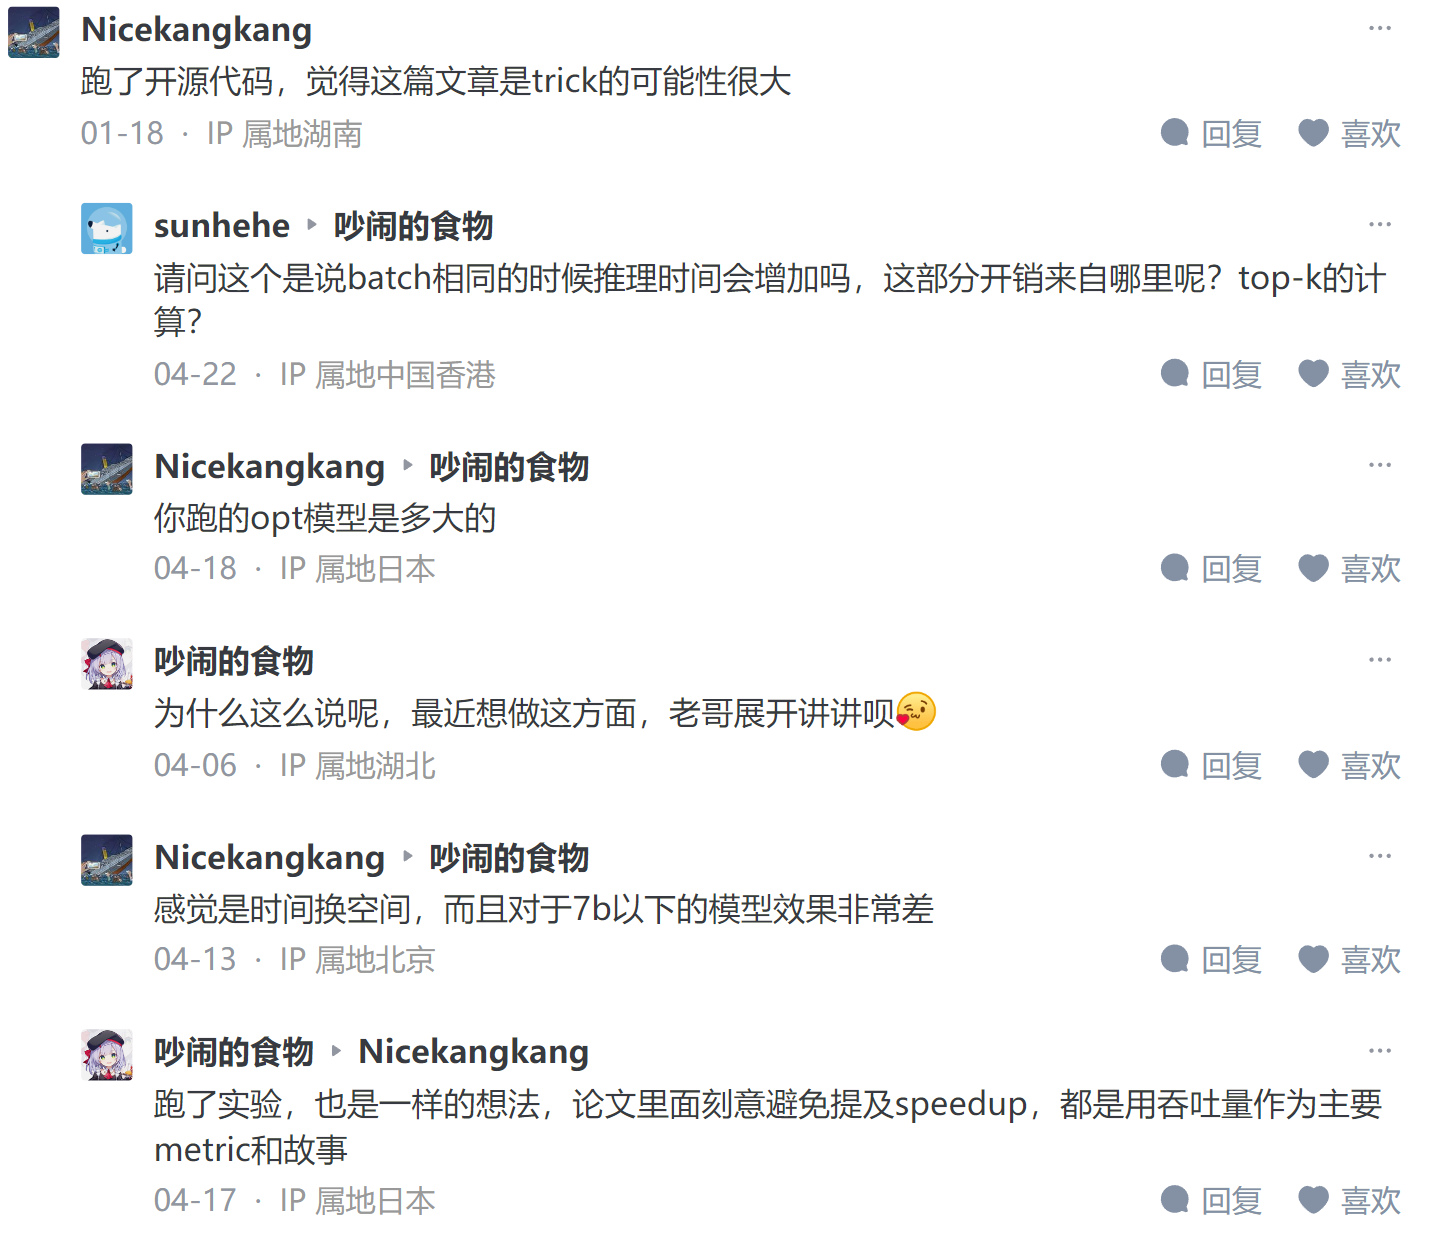 Nicekangkang
跑了开源代码，觉得这篇文章是trick的可能性很大
01-18 · IP 属地湖南
回复 喜欢
sunhehe 吵闹的食物
请问这个是说batch相同的时候推理时间会增加吗，这部分开销来自哪里呢？top-k的计
算？
04-22 · IP 属地中国香港
回复 喜欢
Nicekangkang 吵闹的食物
你跑的opt模型是多大的
04-18 · IP 属地日本
回复 喜欢
吵闹的食物
为什么这么说呢，最近想做这方面，老哥展开讲讲呗
04-06 · IP 属地湖北
回复 喜欢
Nicekangkang 吵闹的食物
感觉是时间换空间，而且对于7b以下的模型效果非常差
04-13 · IP 属地北京
回复 喜欢
吵闹的食物 Nicekangkang
跑了实验，也是一样的想法，论文里面刻意避免提及speedup，都是用吞吐量作为主要
metric和故事
04-17 · IP 属地日本
回复 喜欢